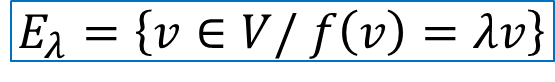 E_λ = {v ∈ V/ f(v) = λv}